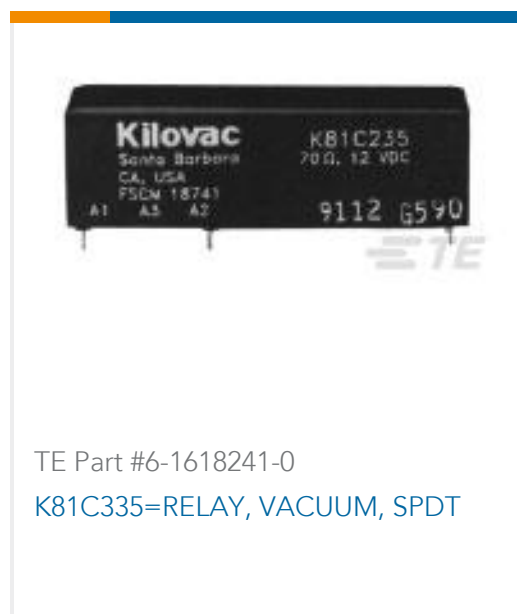 Kilovac
Santa Barbara
CA, USA
FSCM 18741
A1 A3 A2
K81C235
70Ω, 12 VDC
9112 G590
TE
TE Part #6-1618241-0
K81C335=RELAY, VACUUM, SPDT